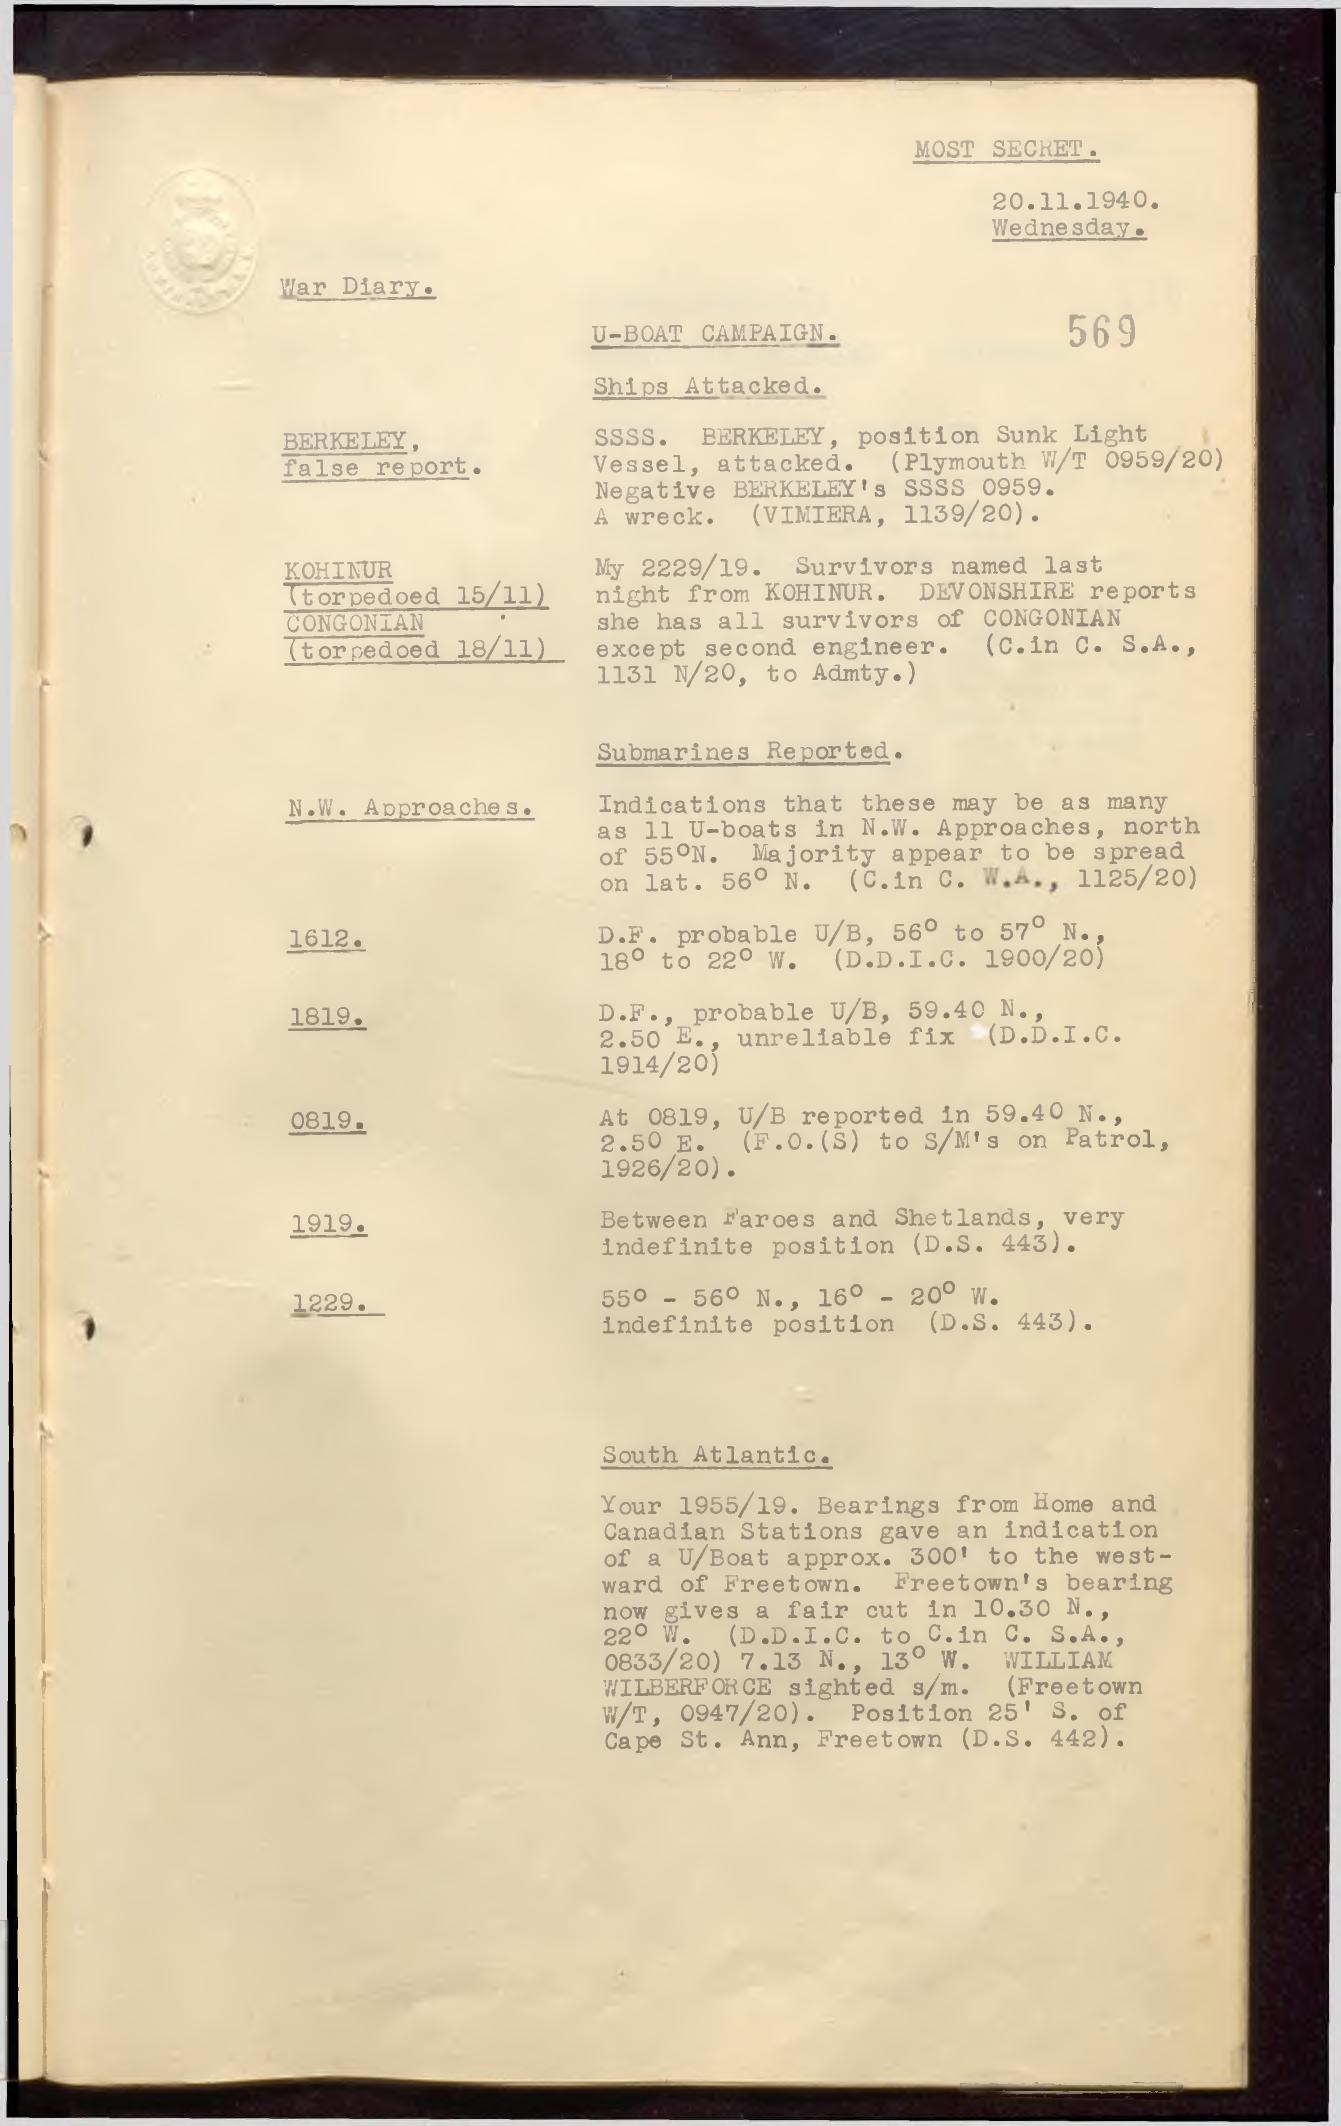 MOST SECRET.
20.11.1940.
Wednesday.
War Diary.
569
U-BOAT CAMPAIGN.
Ships Attacked.
BERKELEY,
false report.
SSSS. BERKELEY, position Sunk Light
Vessel, attacked. (Plymouth W/T 0959/20)
Negative BERKELEY's SSSS 0959.
A wreck. (VIMIERA, 1139/20).
KOHINUR
(torpedoed 15/11)
CONGONIAN
(torpedoed 18/11)
My 2229/19. Survivors named last
night from KOHINUR. DEVONSHIRE reports
she has all survivors of CONGONIAN
except second engineer. (C.in C. S.A.,
1131 N/20, to Admty.)
Submarines Reported.
N.W. Approaches.
Indications that these may be as many
as 11 U-boats in N.W. Approaches, north
of 55°N. Majority appear to be spread
on lat. 56° N. (C.in C. W.A., 1125/20)
1612.
D.F. probable U/B, 56° to 57° N.,
18° to 22° W. (D.D.I.C. 1900/20)
1819.
D.F., probable U/B, 59.40 N.,
2.50 E., unreliable fix (D.D.I.C.
1914/20)
0819.
At 0819, U/B reported in 59.40 N.,
2.50 E. (F.O.(S) to S/M's on Patrol,
1926/20).
1919.
Between Faroes and Shetlands, very
indefinite position (D.S. 443).
1229.
55° - 56° N., 16° - 20° W.
indefinite position (D.S. 443).
South Atlantic.
Your 1955/19. Bearings from Home and
Canadian Stations gave an indication
of a U/Boat approx. 300' to the west-
ward of Freetown. Freetown's bearing
now gives a fair cut in 10.30 N.,
22° W. (D.D.I.C. to C.in C. S.A.,
0833/20) 7.13 N., 13° W. WILLIAM
WILBERFORCE sighted s/m. (Freetown
W/T, 0947/20). Position 25' S. of
Cape St. Ann, Freetown (D.S. 442).